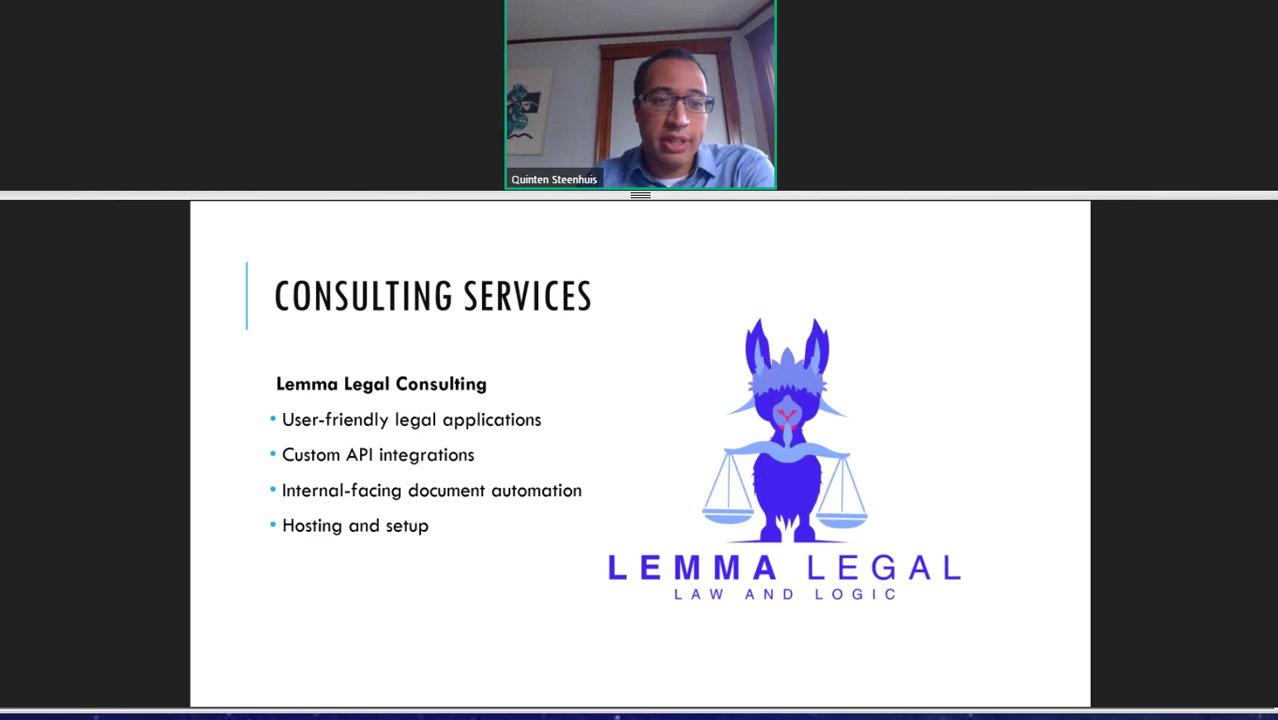 Quinten Steenhuis
CONSULTING SERVICES
Lemma Legal Consulting
• User-friendly legal applications
• Custom API integrations
• Internal-facing document automation
• Hosting and setup
LEMMA LEGAL
LAW AND LOGIC